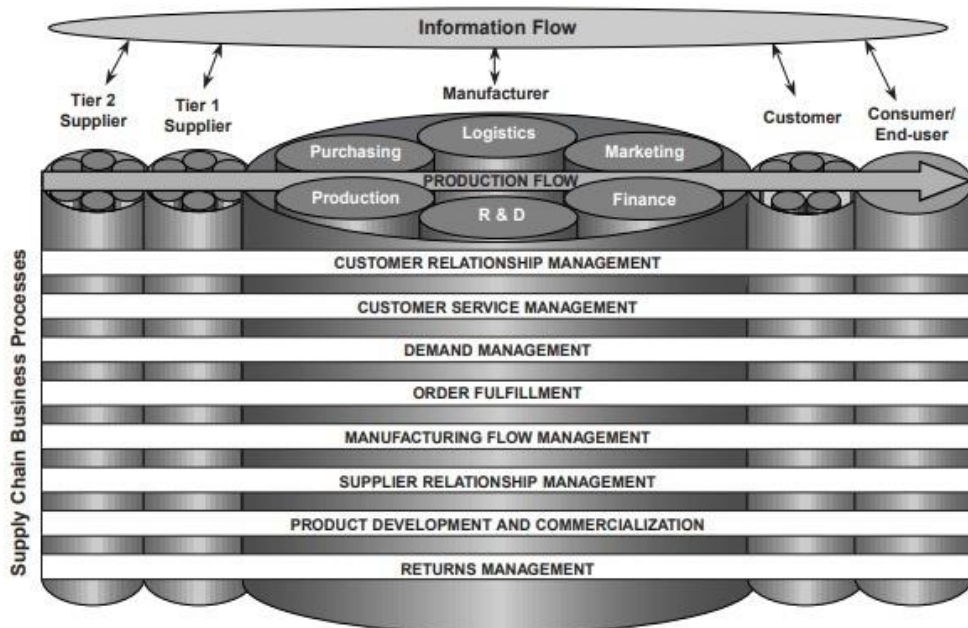 Information Flow
Tier 2
Supplier
Tier 1
Supplier
Manufacturer
Customer
Consumer/
End-user
Logistics
Purchasing
Marketing
PRODUCTION FLOW
Production
R & D
Finance
Supply Chain Business Processes
CUSTOMER RELATIONSHIP MANAGEMENT
CUSTOMER SERVICE MANAGEMENT
DEMAND MANAGEMENT
ORDER FULFILLMENT
MANUFACTURING FLOW MANAGEMENT
SUPPLIER RELATIONSHIP MANAGEMENT
PRODUCT DEVELOPMENT AND COMMERCIALIZATION
RETURNS MANAGEMENT